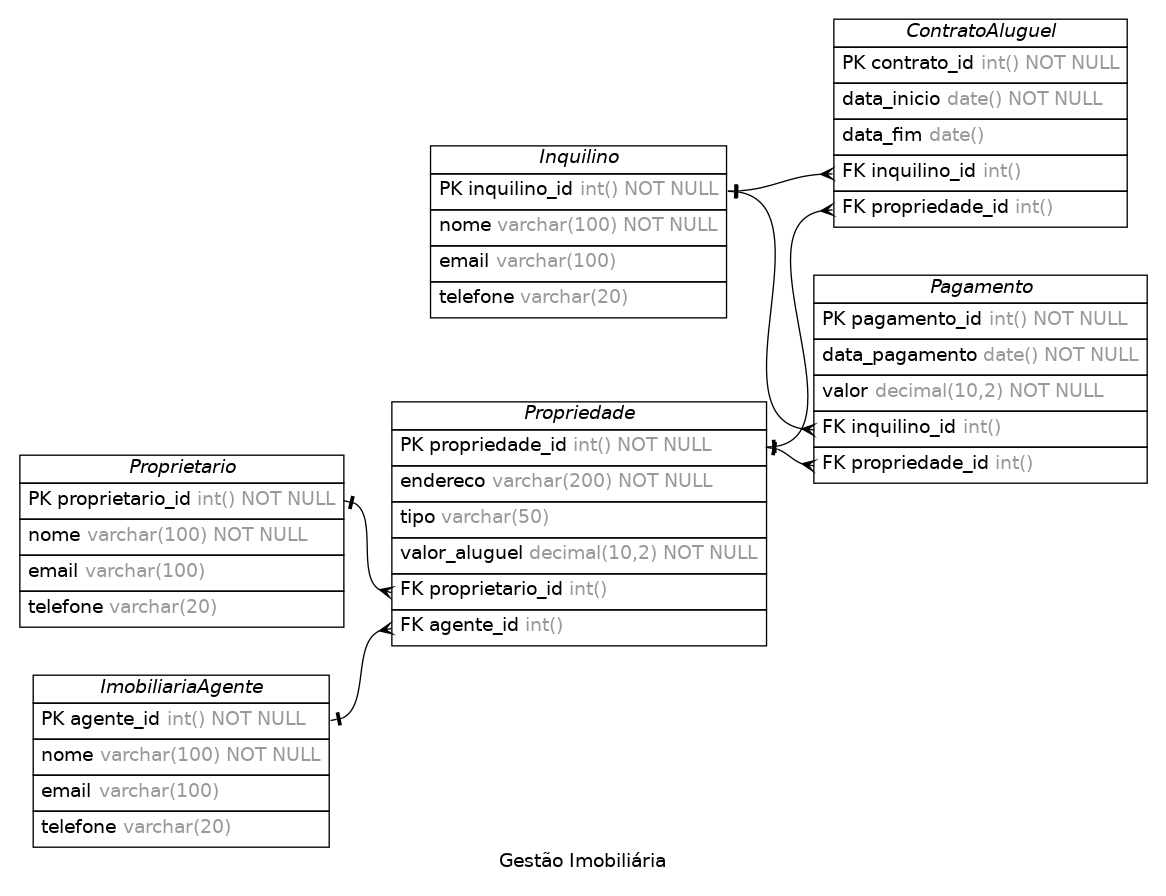 ContratoAluguel
PK contrato_id int() NOT NULL
data_inicio date() NOT NULL
data_fim date()
FK inquilino_id int()
FK propriedade_id int()
Inquilino
PK inquilino_id int() NOT NULL
nome varchar(100) NOT NULL
email varchar(100)
telefone varchar(20)
Pagamento
PK pagamento_id int() NOT NULL
data_pagamento date() NOT NULL
valor decimal(10,2) NOT NULL
FK inquilino_id int()
FK propriedade_id int()
Propriedade
PK propriedade_id int() NOT NULL
endereco varchar(200) NOT NULL
tipo varchar(50)
valor_aluguel decimal(10,2) NOT NULL
FK proprietario_id int()
FK agente_id int()
Proprietario
PK proprietario_id int() NOT NULL
nome varchar(100) NOT NULL
email varchar(100)
telefone varchar(20)
ImobiliariaAgente
PK agente_id int() NOT NULL
nome varchar(100) NOT NULL
email varchar(100)
telefone varchar(20)
Gestão Imobiliária